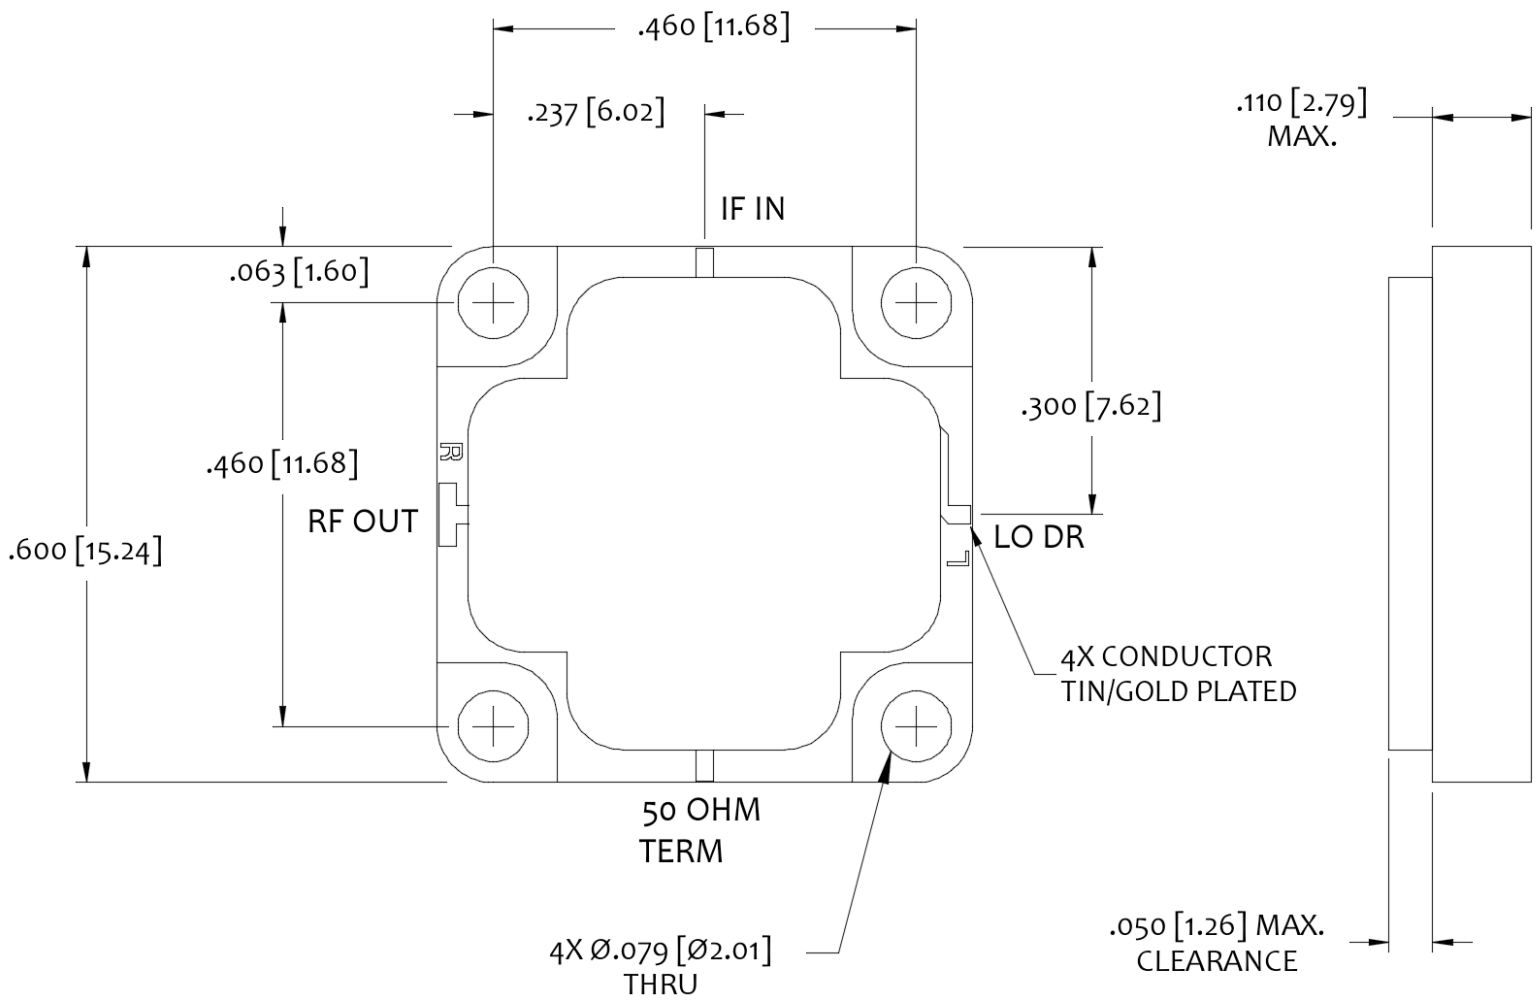 .460 [11.68]
.237 [6.02]
.110 [2.79]
MAX.
IF IN
.063 [1.60]
.300 [7.62]
R
.460 [11.68]
RF OUT
LO DR
.600 [15.24]
L
4X CONDUCTOR
TIN/GOLD PLATED
50 OHM
TERM
.050 [1.26] MAX.
CLEARANCE
4X Ø.079 [Ø2.01]
THRU